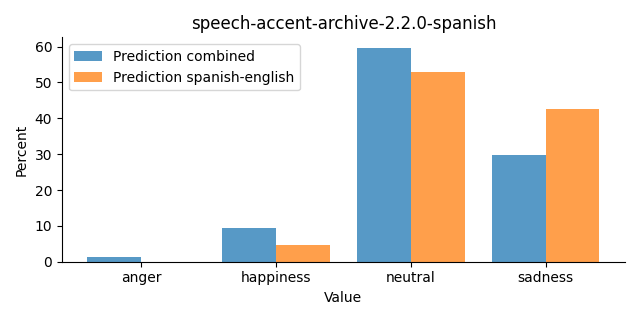 speech-accent-archive-2.2.0-spanish
Prediction combined
Prediction spanish-english
Percent
60
50
40
30
20
10
0
anger happiness neutral sadness
Value